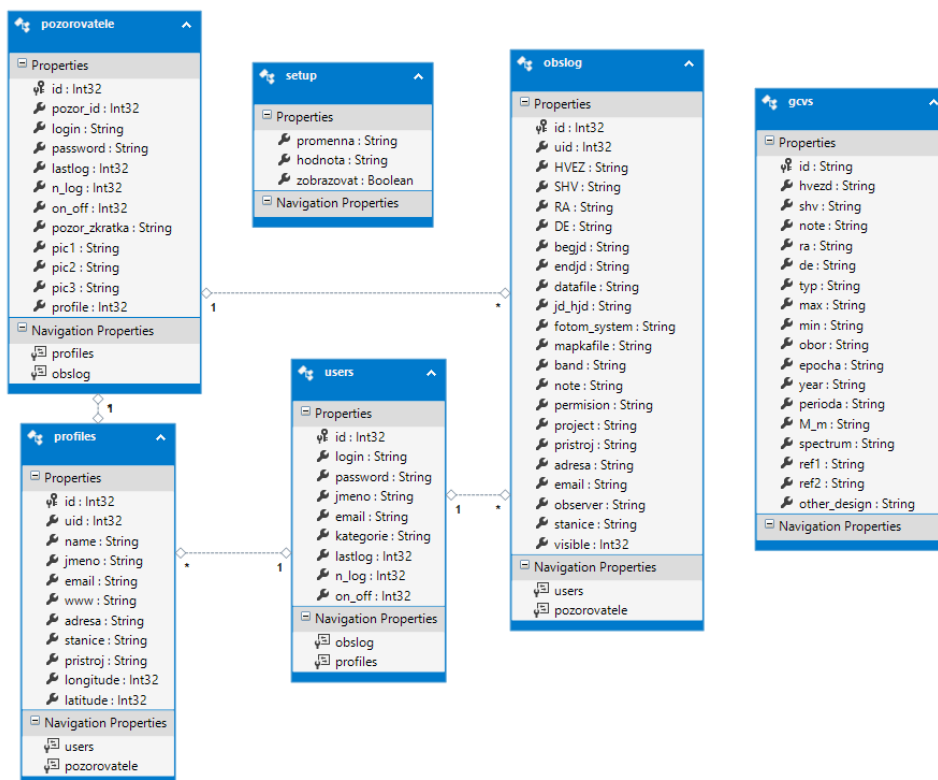 pozorovatele
Properties
id : Int32
pozor_id : Int32
login : String
password : String
lastlog : Int32
n_log : Int32
on_off : Int32
pozor_zkratka : String
pic1 : String
pic2 : String
pic3 : String
profile : Int32
Navigation Properties
profiles
obslog
1
profiles
Properties
id : Int32
uid : Int32
name : String
jmeno : String
email : String
www : String
adresa : String
stanice : String
pristroj : String
longitude : Int32
latitude : Int32
Navigation Properties
users
pozorovatele
setup
Properties
promenna : String
hodnota : String
zobrazovat : Boolean
Navigation Properties
1
*
users
Properties
id : Int32
login : String
password : String
jmeno : String
email : String
kategorie : String
lastlog : Int32
n_log : Int32
on_off : Int32
Navigation Properties
obslog
profiles
*
1
1
*
obslog
Properties
id : Int32
uid : Int32
HVEZ : String
SHV : String
RA : String
DE : String
begjd : String
endjd : String
datafile : String
jd_hjd : String
fotom_system : String
mapkafile : String
band : String
note : String
permision : String
project : String
pristroj : String
adresa : String
email : String
observer : String
stanice : String
visible : Int32
Navigation Properties
users
pozorovatele
gcvs
Properties
id : String
hvezd : String
shv : String
note : String
ra : String
de : String
typ : String
max : String
min : String
obor : String
epocha : String
year : String
perioda : String
M_m : String
spectrum : String
ref1 : String
ref2 : String
other_design : String
Navigation Properties